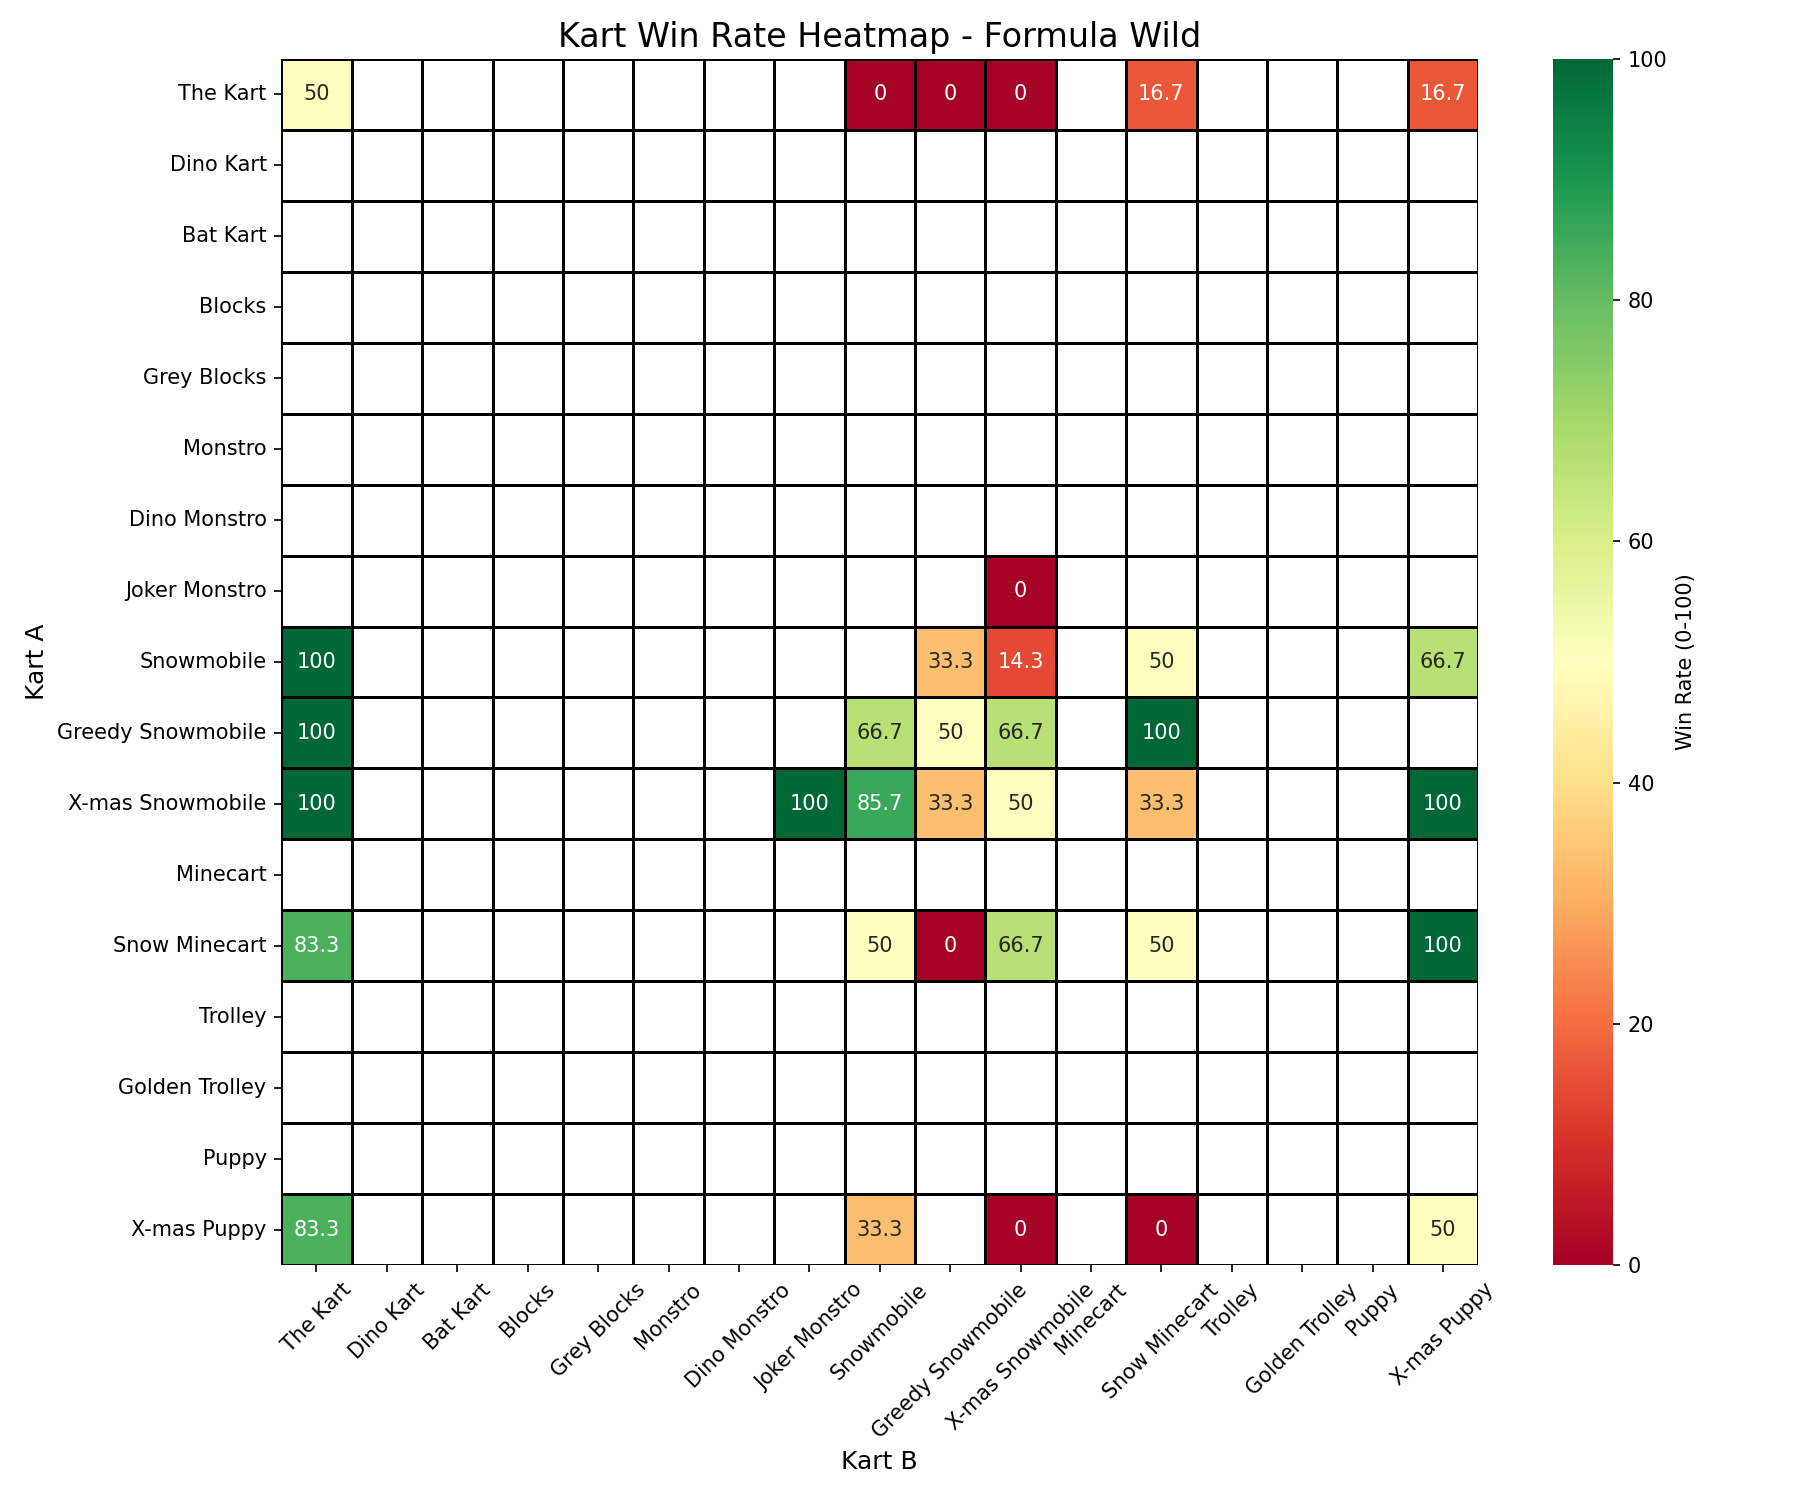 Kart Win Rate Heatmap - Formula Wild
The Kart 50 0 0 0 16.7 16.7
Dino Kart
Bat Kart
Blocks
Grey Blocks
Monstro
Dino Monstro
Joker Monstro 0
Snowmobile 100 33.3 14.3 50 66.7
Greedy Snowmobile 100 66.7 50 66.7 100
X-mas Snowmobile 100 100 85.7 33.3 50 33.3 100
Minecart
Snow Minecart 83.3 50 0 66.7 50 100
Trolley
Golden Trolley
Puppy
X-mas Puppy 83.3 33.3 0 0 50
Kart A
The Kart
Dino Kart
Bat Kart
Blocks
Grey Blocks
Monstro
Dino Monstro
Joker Monstro
Snowmobile
Greedy Snowmobile
X-mas Snowmobile
Minecart
Snow Minecart
Trolley
Golden Trolley
Puppy
X-mas Puppy
Kart B
100
80
60
40
20
0
Win Rate (0-100)